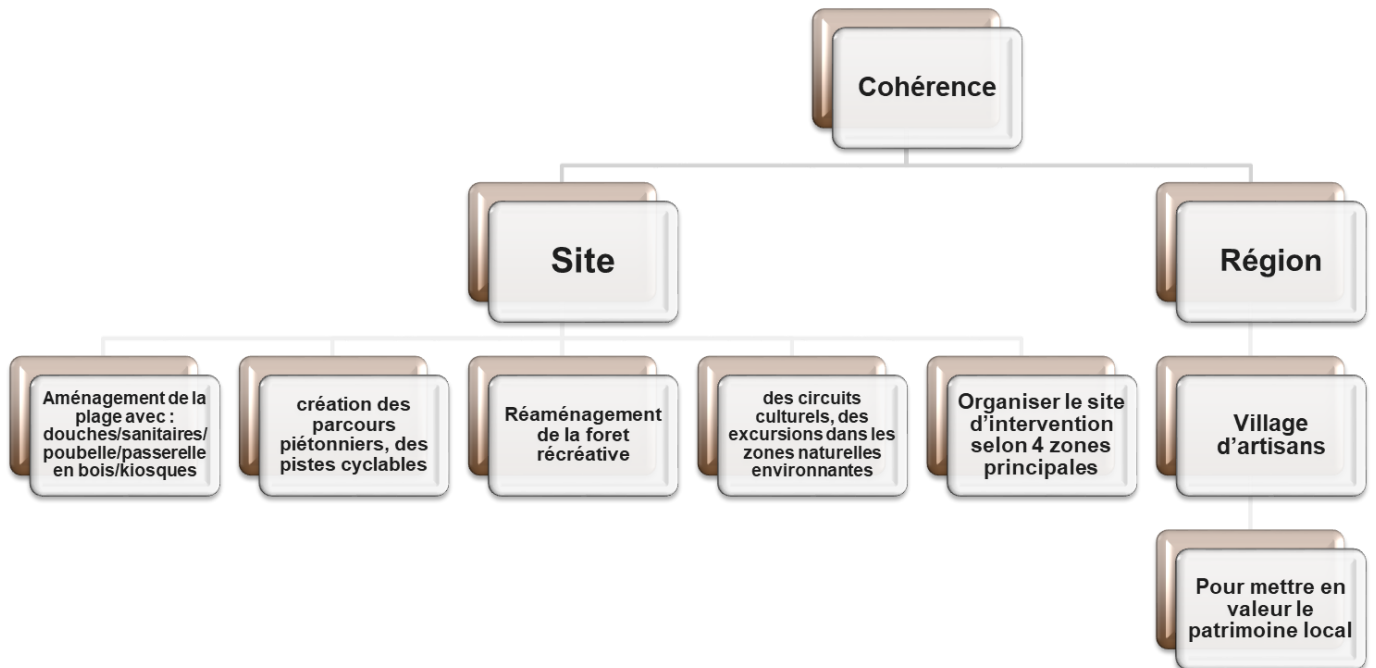 Cohérence
Site
Région
Aménagement de la
plage avec :
douches/sanitaires/
poubelle/passerelle
en bois/kiosques
création des
parcours
piétonniers, des
pistes cyclables
Réaménagement
de la foret
récréative
des circuits
culturels, des
excursions dans les
zones naturelles
environnantes
Organiser le site
d’intervention
selon 4 zones
principales
Village
d’artisans
Pour mettre en
valeur le
patrimoine local